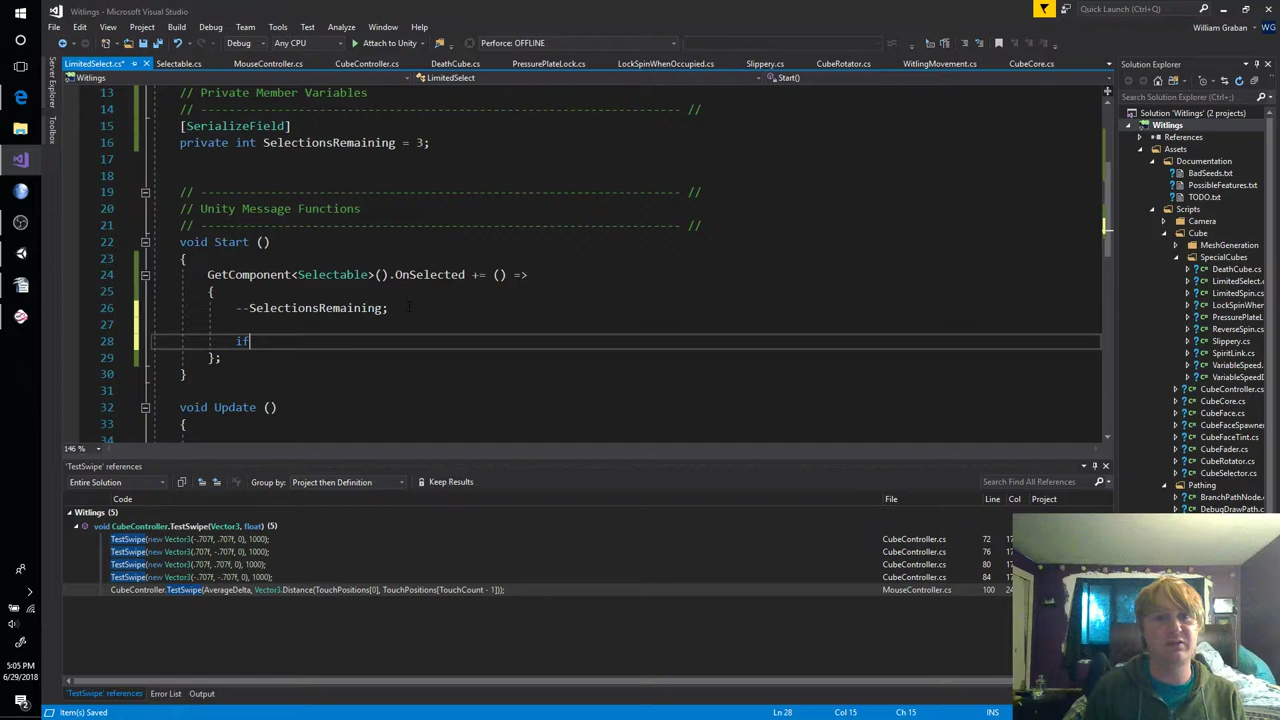 Witlings - Microsoft Visual Studio
Quick Launch (Ctrl+Q)
File Edit View Project Build Debug Team Tools Test Analyze Window Help
William Graban WG
Debug Any CPU Attach to Unity Perforce: OFFLINE
LimitedSelect.cs* Selectable.cs MouseController.cs CubeController.cs DeathCube.cs PressurePlateLock.cs LockSpinWhenOccupied.cs Slippery.cs CubeRotator.cs WitlingMovement.cs CubeCore.cs
Witlings LimitedSelect Start()
Server Explorer
Toolbox
13 // Private Member Variables
14 // -------------------------------------------------------------------- //
15 [SerializeField]
16 private int SelectionsRemaining = 3;
17
18
19 // -------------------------------------------------------------------- //
20 // Unity Message Functions
21 // -------------------------------------------------------------------- //
22 void Start ()
23 {
24 GetComponent<Selectable>().OnSelected += () =>
25 {
26 --SelectionsRemaining;
27
28 if
29 };
30 }
31
32 void Update ()
33 {
34
146 %
Solution Explorer
Search Solution Explorer (Ctrl+;)
Solution 'Witlings' (2 projects)
Witlings
References
Assets
Documentation
BadSeeds.txt
PossibleFeatures.txt
TODO.txt
Scripts
Camera
Cube
MeshGeneration
SpecialCubes
DeathCube.cs
LimitedSelect.c
LimitedSpin.cs
LockSpinWhen
PressurePlateL
ReverseSpin.cs
Slippery.cs
SpiritLink.cs
VariableSpeed.
VariableSpeedD
CubeController.cs
CubeCore.cs
CubeFace.cs
CubeFaceSpawne
CubeFaceTint.cs
CubeFader.cs
CubeRotator.cs
CubeSelector.cs
Pathing
BranchPathNode.c
DebugDrawPath.c
'TestSwipe' references
Entire Solution Group by: Project then Definition Keep Results Search Find All References
Code File Line Col Project
Witlings (5)
void CubeController.TestSwipe(Vector3, float) (5)
TestSwipe(new Vector3(-.707f, .707f, 0), 1000); CubeController.cs 72 17
TestSwipe(new Vector3(.707f, -.707f, 0), 1000); CubeController.cs 76 17
TestSwipe(new Vector3(.707f, .707f, 0), 1000); CubeController.cs 80 17
TestSwipe(new Vector3(-.707f, -.707f, 0), 1000); CubeController.cs 84 17
CubeController.TestSwipe(AverageDelta, Vector3.Distance(TouchPositions[0], TouchPositions[TouchCount - 1])); MouseController.cs 100 24
'TestSwipe' references Error List Output
Item(s) Saved Ln 28 Col 15 Ch 15 INS
5:05 PM
6/29/2018
2